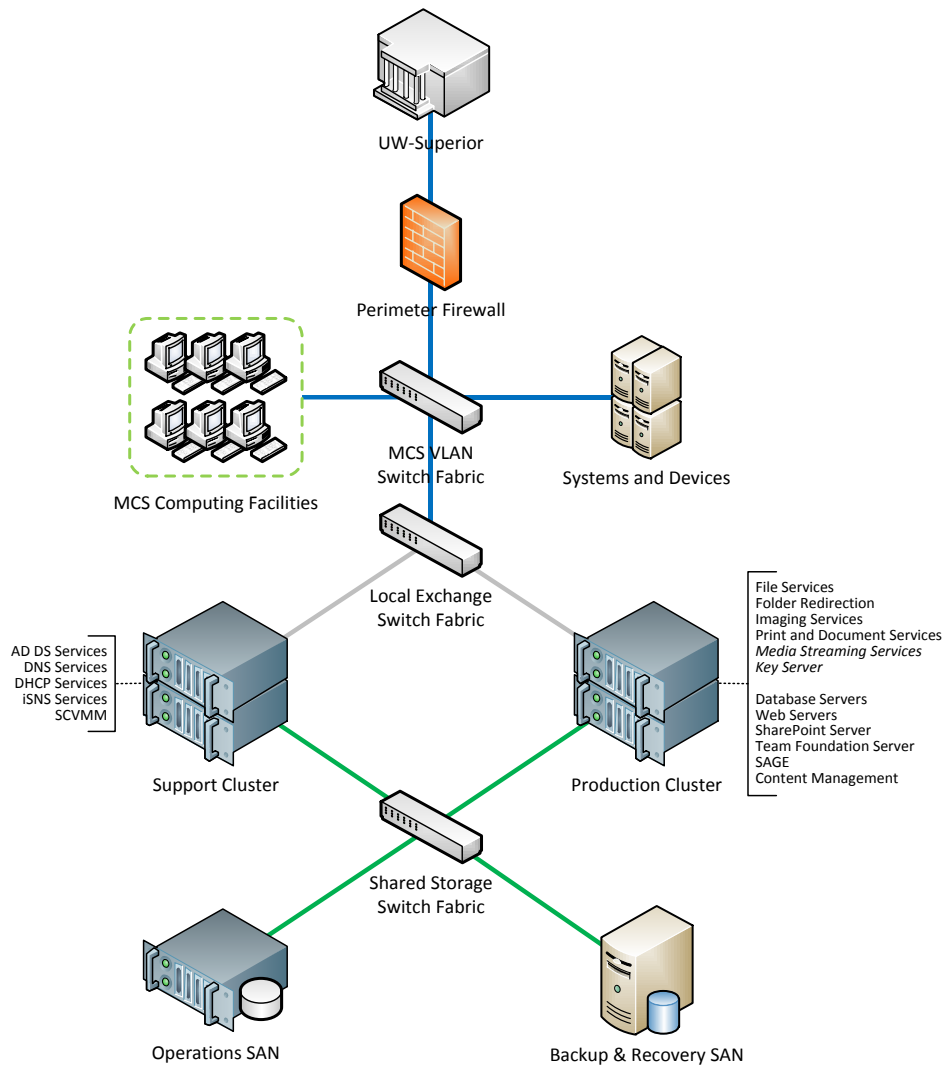 UW-Superior
Perimeter Firewall
MCS VLAN
Switch Fabric
MCS Computing Facilities
Systems and Devices
Local Exchange
Switch Fabric
AD DS Services
DNS Services
DHCP Services
iSNS Services
SCVMM
Support Cluster
File Services
Folder Redirection
Imaging Services
Print and Document Services
Media Streaming Services
Key Server
Database Servers
Web Servers
SharePoint Server
Team Foundation Server
SAGE
Content Management
Production Cluster
Shared Storage
Switch Fabric
Operations SAN
Backup & Recovery SAN